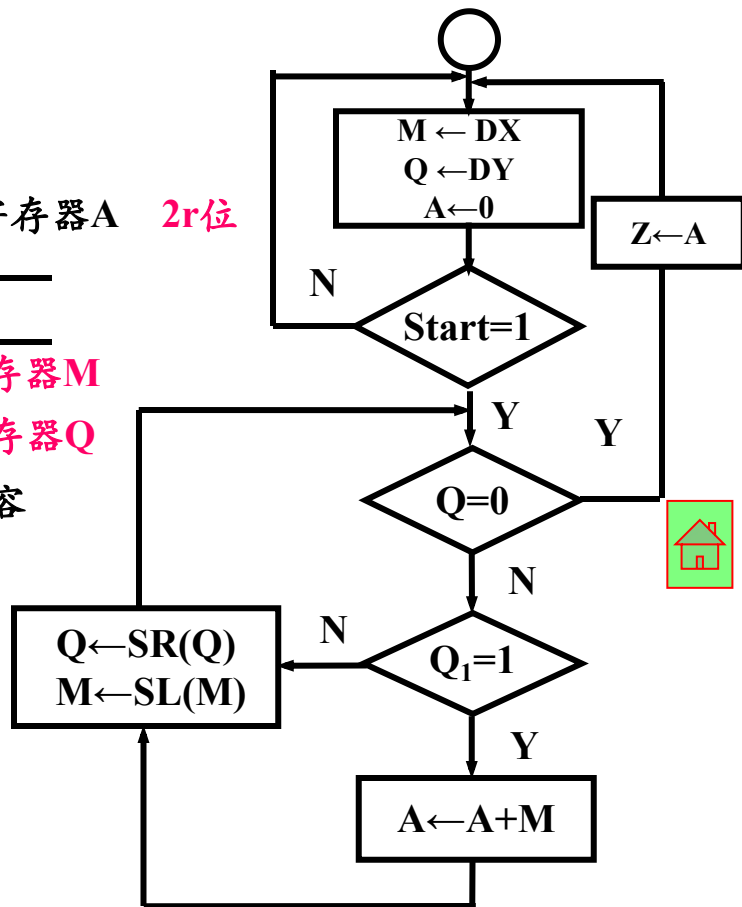 M ← DX
Q ←DY
A←0
存器A 2r位
Z←A
N
Start=1
存器M
Y
存器Q
Y
Q=0
容
N
Q←SR(Q)
M←SL(M)
N
Q₁=1
Y
A←A+M